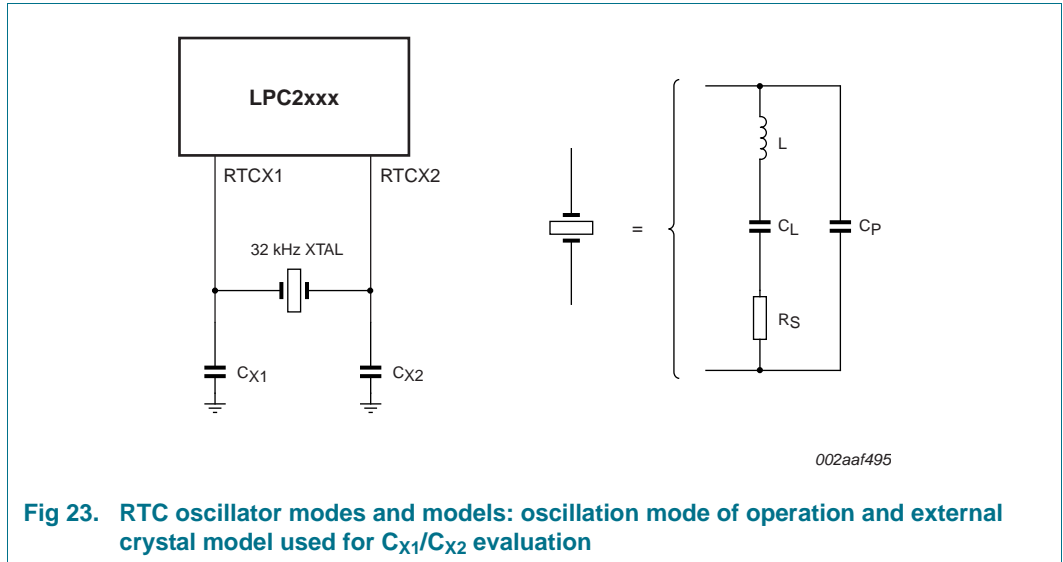 LPC2xxx
RTCX1
RTCX2
32 kHz XTAL
CX1
CX2
=
L
CL
CP
RS
002aaf495
Fig 23. RTC oscillator modes and models: oscillation mode of operation and external
crystal model used for CX1/CX2 evaluation